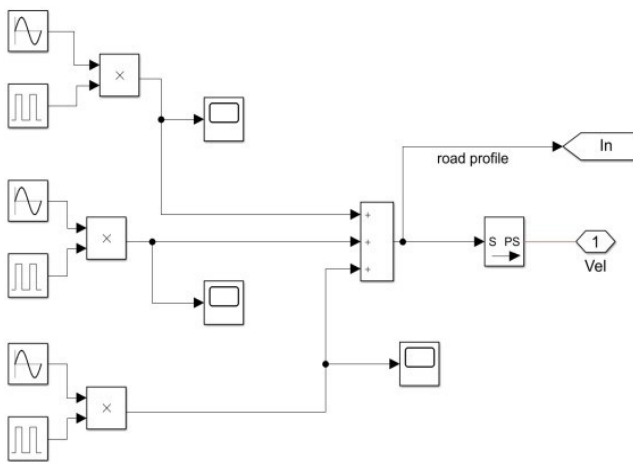 ×
In
road profile
+
×
+
S PS
1
+
Vel
×